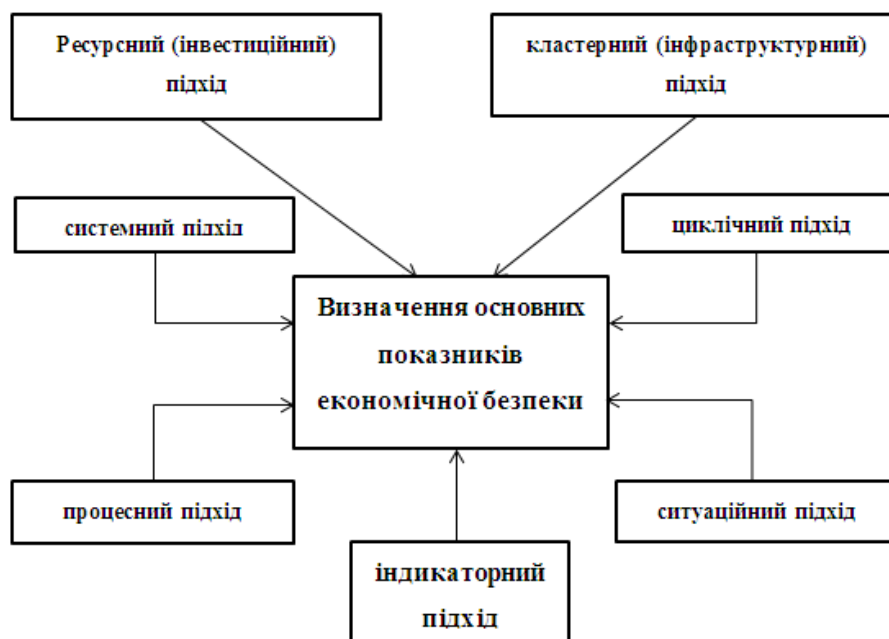 Ресурсний (інвестиційний)
підхід
кластерний (інфраструктурний)
підхід
системний підхід
циклічний підхід
Визначення основних
показників
економічної безпеки
процесний підхід
ситуаційний підхід
індикаторний
підхід